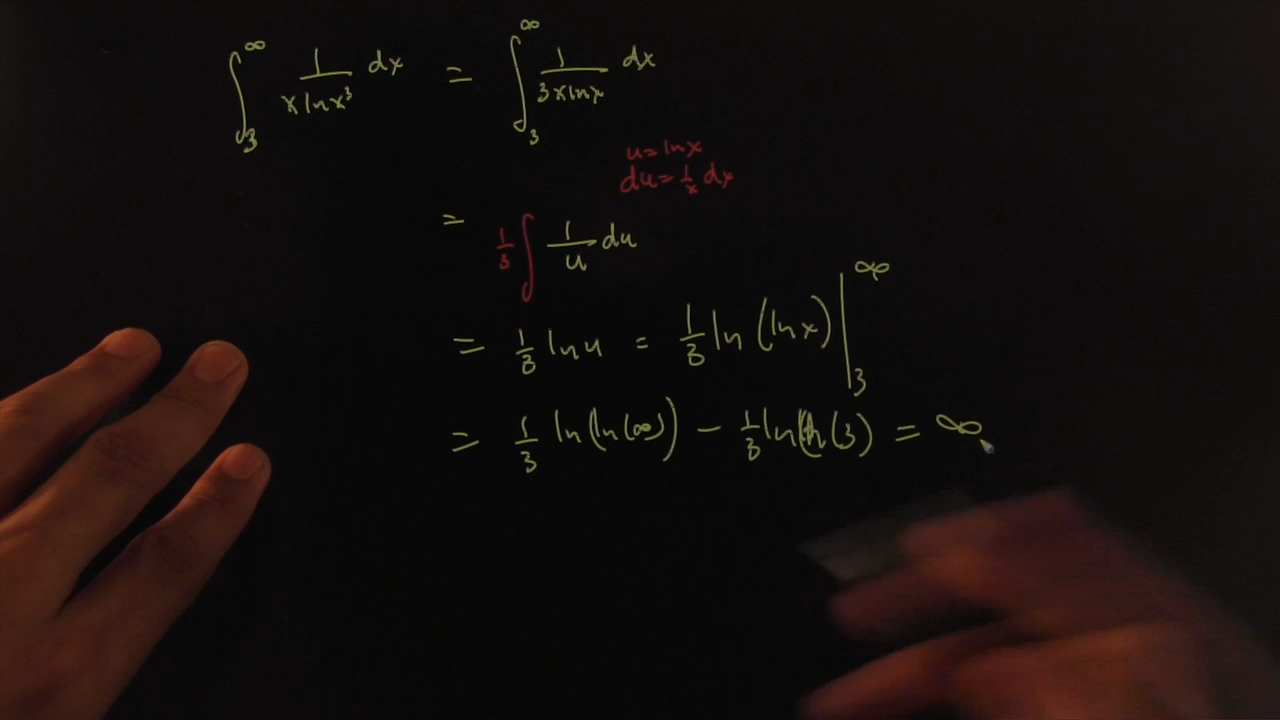 ∫₃^∞ 1/(x ln x³) dx = ∫₃^∞ 1/(3x ln x) dx
u = ln x
du = 1/x dx
= 1/3 ∫ 1/u du
= 1/3 ln u = 1/3 ln (ln x) |₃^∞
= 1/3 ln(ln(∞)) − 1/3 ln(ln(3) = ∞